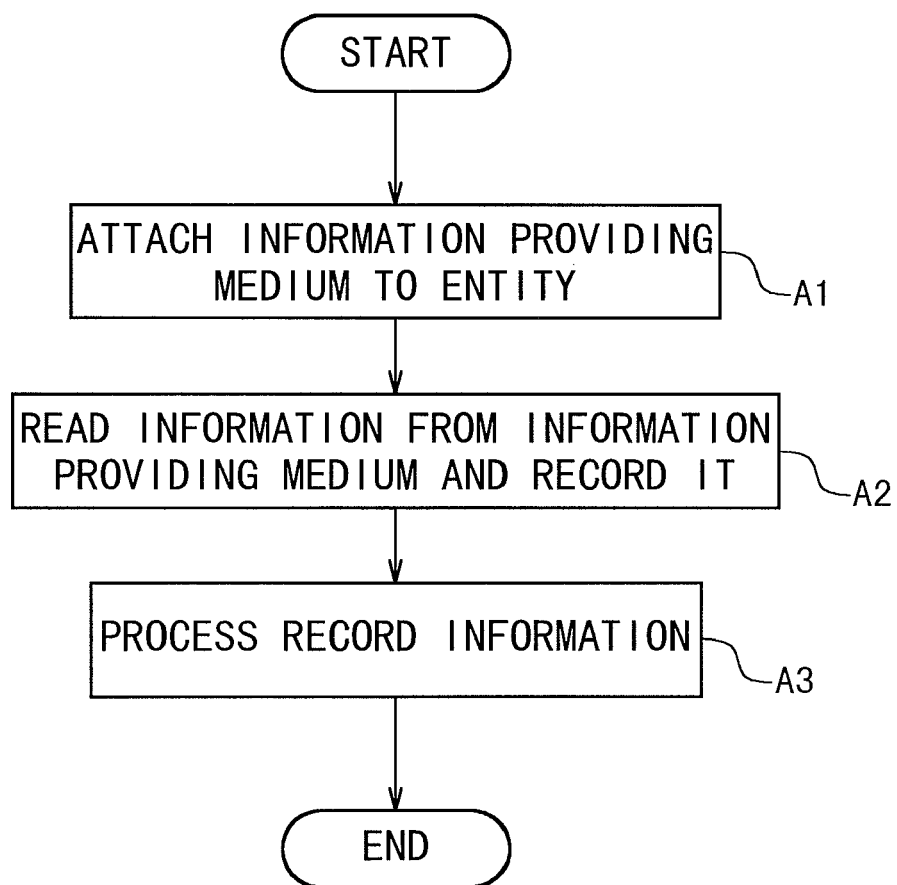 START
ATTACH INFORMATION PROVIDING
MEDIUM TO ENTITY
A1
READ INFORMATION FROM INFORMATION
PROVIDING MEDIUM AND RECORD IT
A2
PROCESS RECORD INFORMATION
A3
END